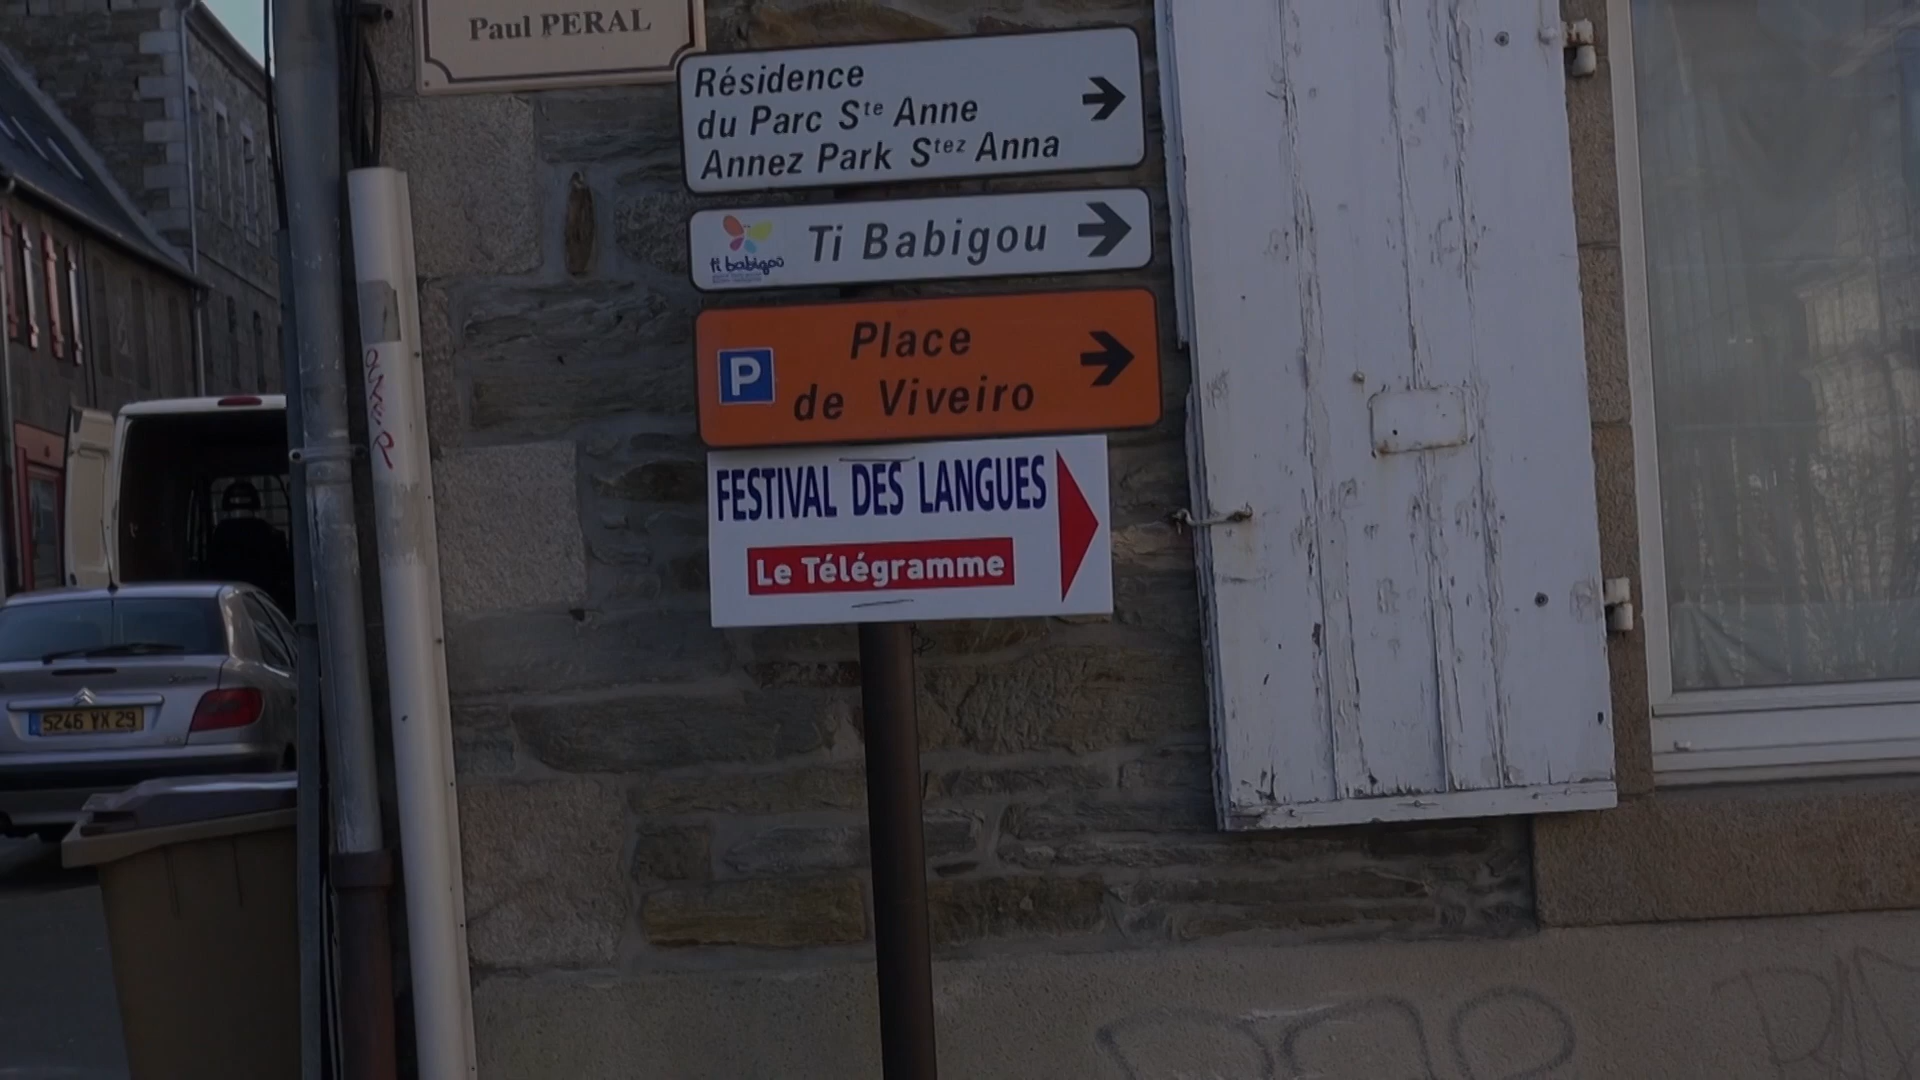 Paul PERAL
Résidence
du Parc Ste Anne
Annez Park Stez Anna
ti babigoù
Ti Babigou
P
Place
de Viveiro
FESTIVAL DES LANGUES
Le Télégramme
5246 YX 29